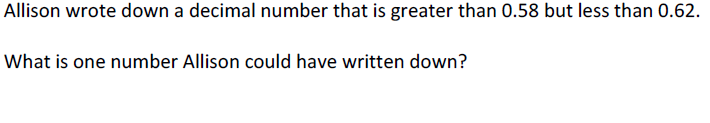 Allison wrote down a decimal number that is greater than 0.58 but less than 0.62.
What is one number Allison could have written down?